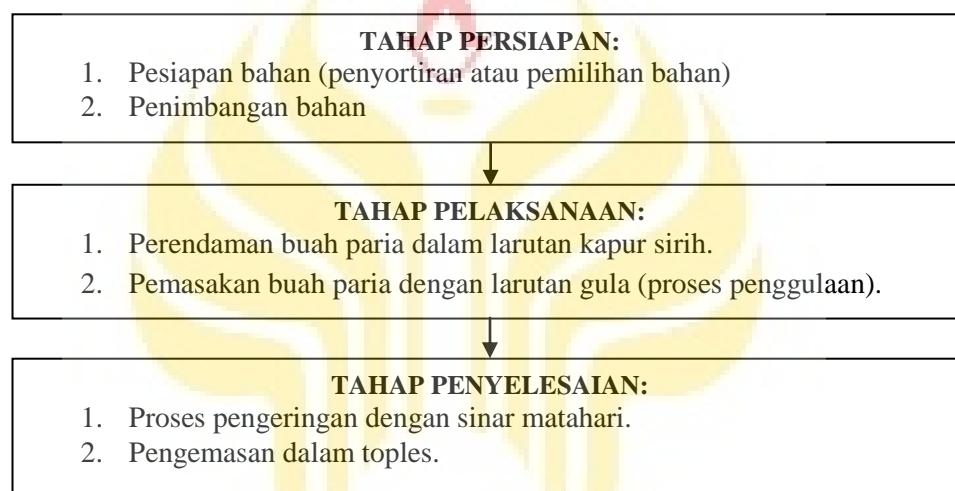 TAHAP PERSIAPAN:
1. Pesiapan bahan (penyortiran atau pemilihan bahan)
2. Penimbangan bahan
TAHAP PELAKSANAAN:
1. Perendaman buah paria dalam larutan kapur sirih.
2. Pemasakan buah paria dengan larutan gula (proses penggulaan).
TAHAP PENYELESAIAN:
1. Proses pengeringan dengan sinar matahari.
2. Pengemasan dalam toples.